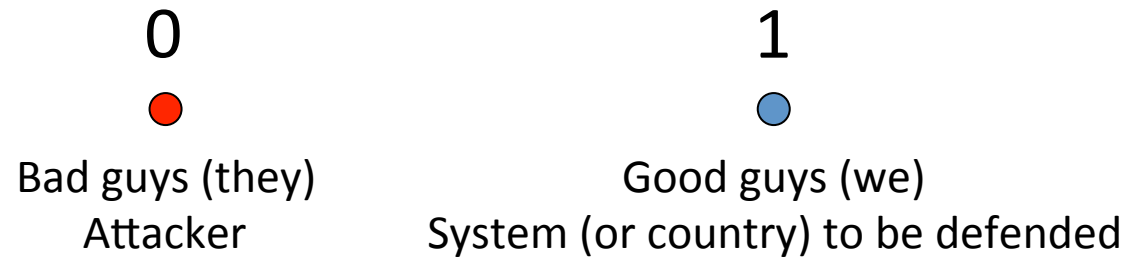 0 1
Bad guys (they) Good guys (we)
Attacker System (or country) to be defended